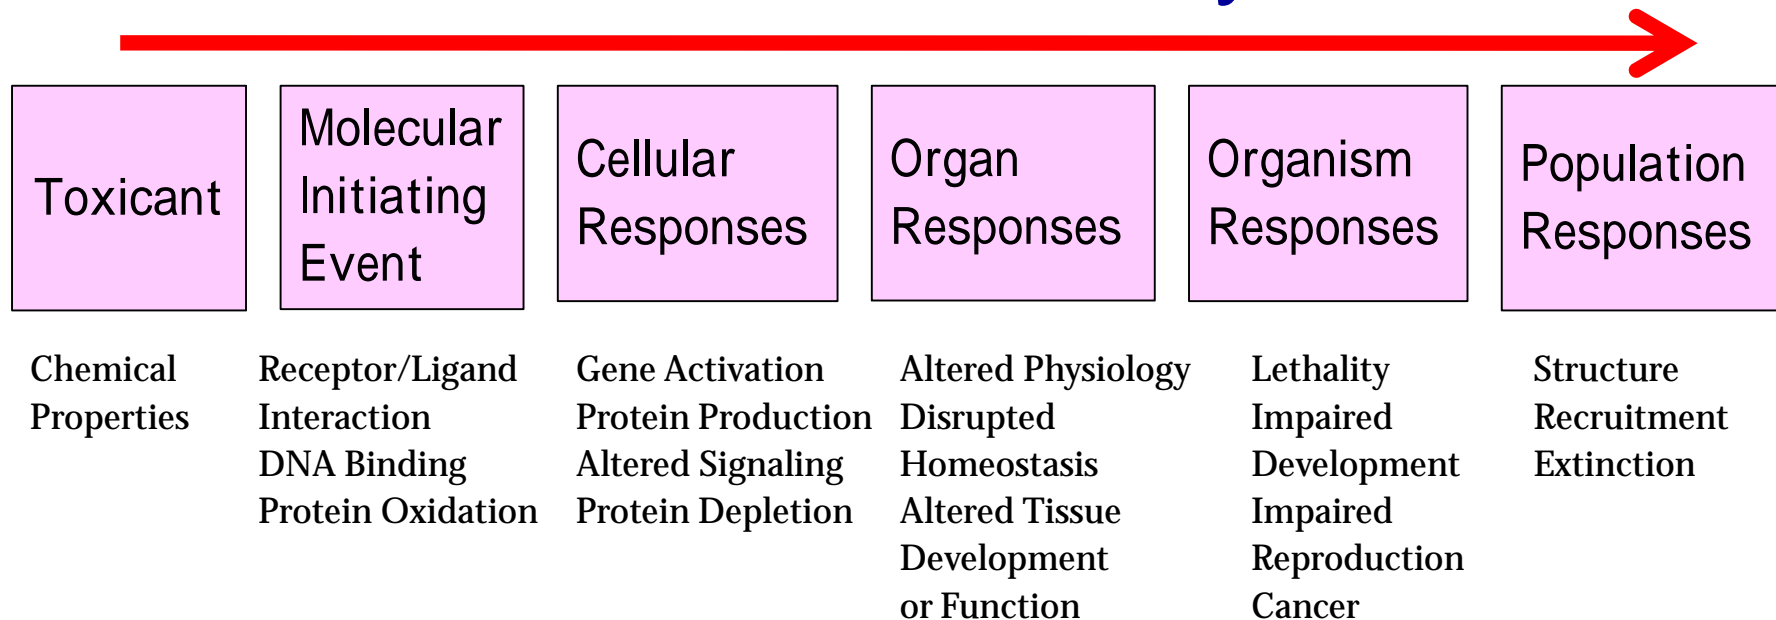 Toxicant
Molecular
Initiating
Event
Cellular
Responses
Organ
Responses
Organism
Responses
Population
Responses
Chemical
Properties
Receptor/Ligand
Interaction
DNA Binding
Protein Oxidation
Gene Activation
Protein Production
Altered Signaling
Protein Depletion
Altered Physiology
Disrupted
Homeostasis
Altered Tissue
Development
or Function
Lethality
Impaired
Development
Impaired
Reproduction
Cancer
Structure
Recruitment
Extinction